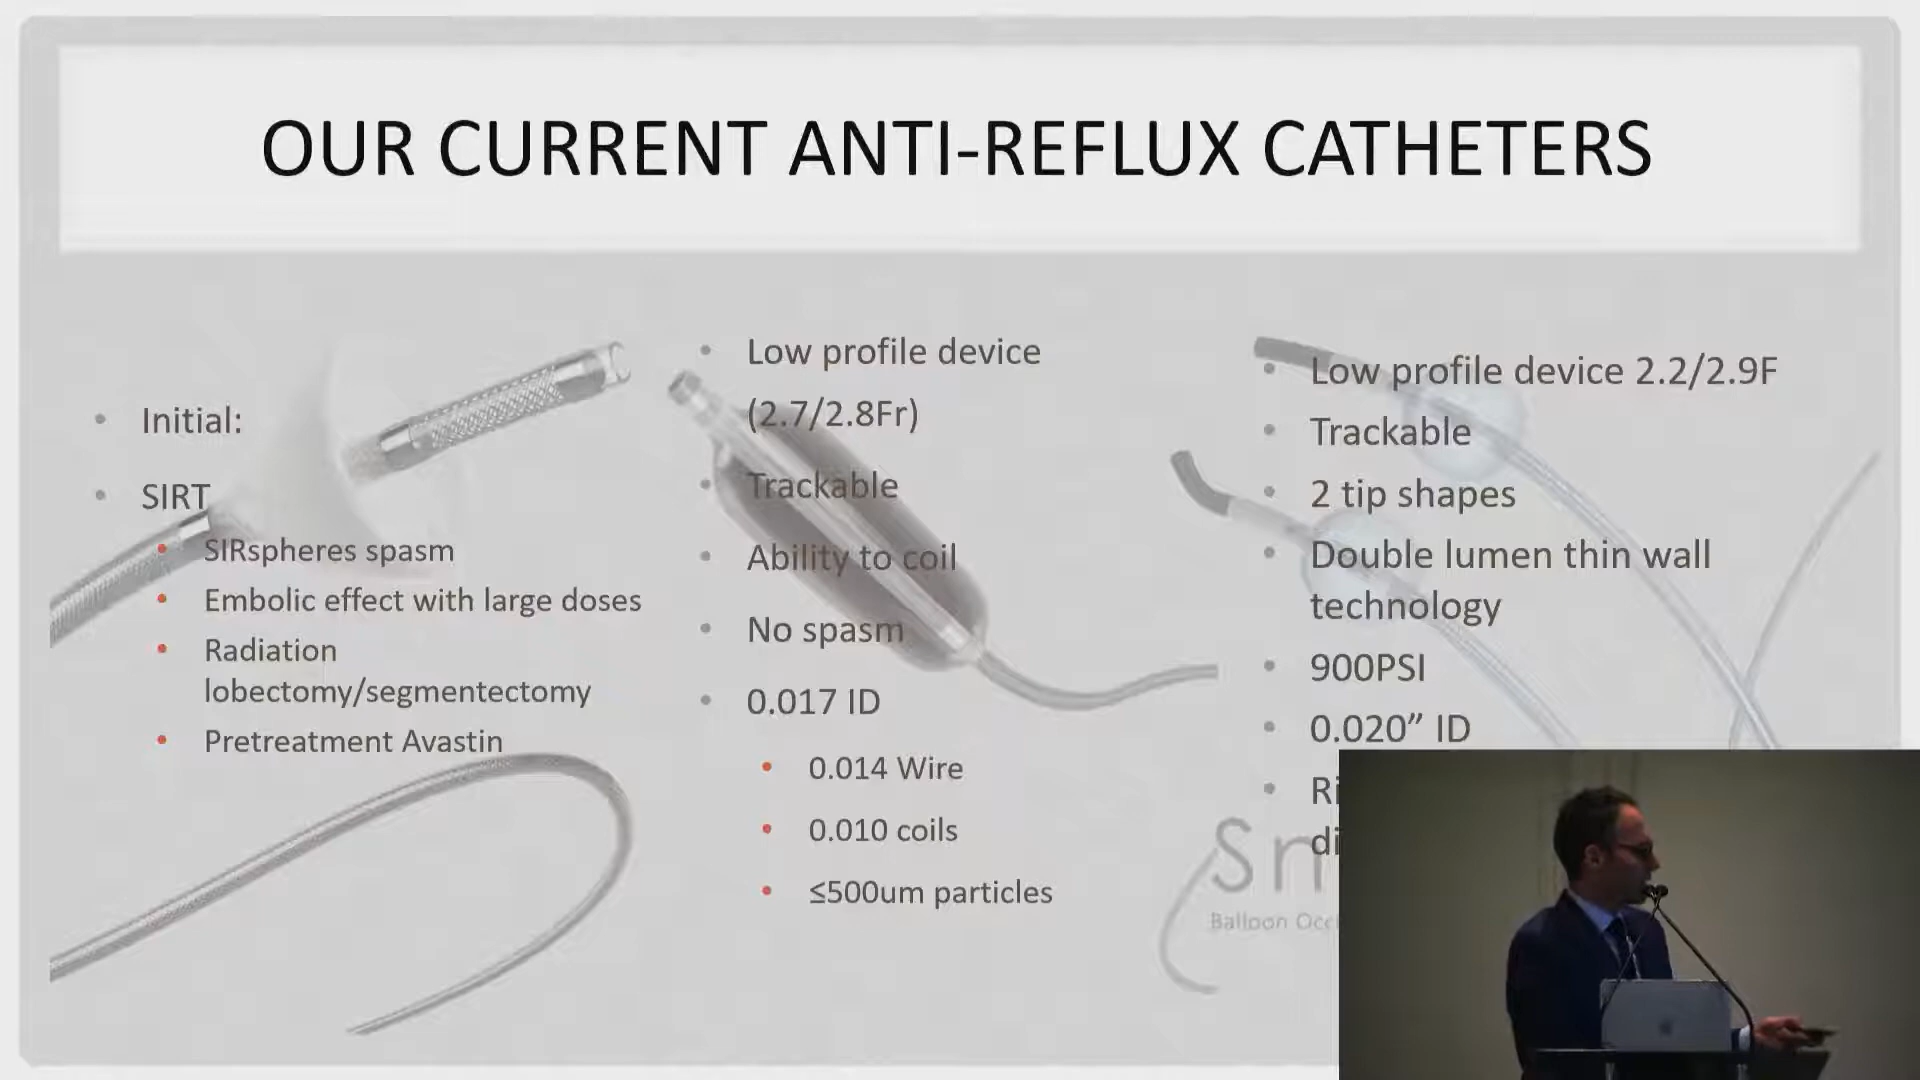 OUR CURRENT ANTI-REFLUX CATHETERS
Initial:
SIRT
SIRspheres spasm
Embolic effect with large doses
Radiation
lobectomy/segmentectomy
Pretreatment Avastin
Low profile device
(2.7/2.8Fr)
Trackable
Ability to coil
No spasm
0.017 ID
0.014 Wire
0.010 coils
≤500um particles
Low profile device 2.2/2.9F
Trackable
2 tip shapes
Double lumen thin wall
technology
900PSI
0.020” ID
Balloon